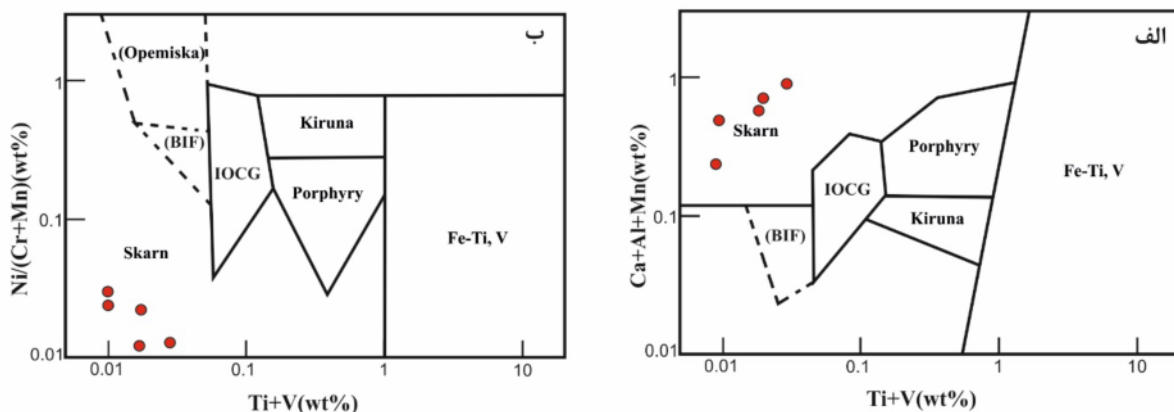 ب
Ni/(Cr+Mn)(wt%)
1
0.1
0.01
(Opemiska)
(BIF)
IOCG
Kiruna
Porphyry
Skarn
Fe-Ti, V
0.01
0.1
1
10
Ti+V(wt%)
الف
Ca+Al+Mn(wt%)
1
0.1
0.01
Skarn
(BIF)
IOCG
Porphyry
Kiruna
Fe-Ti, V
0.01
0.1
1
10
Ti+V(wt%)